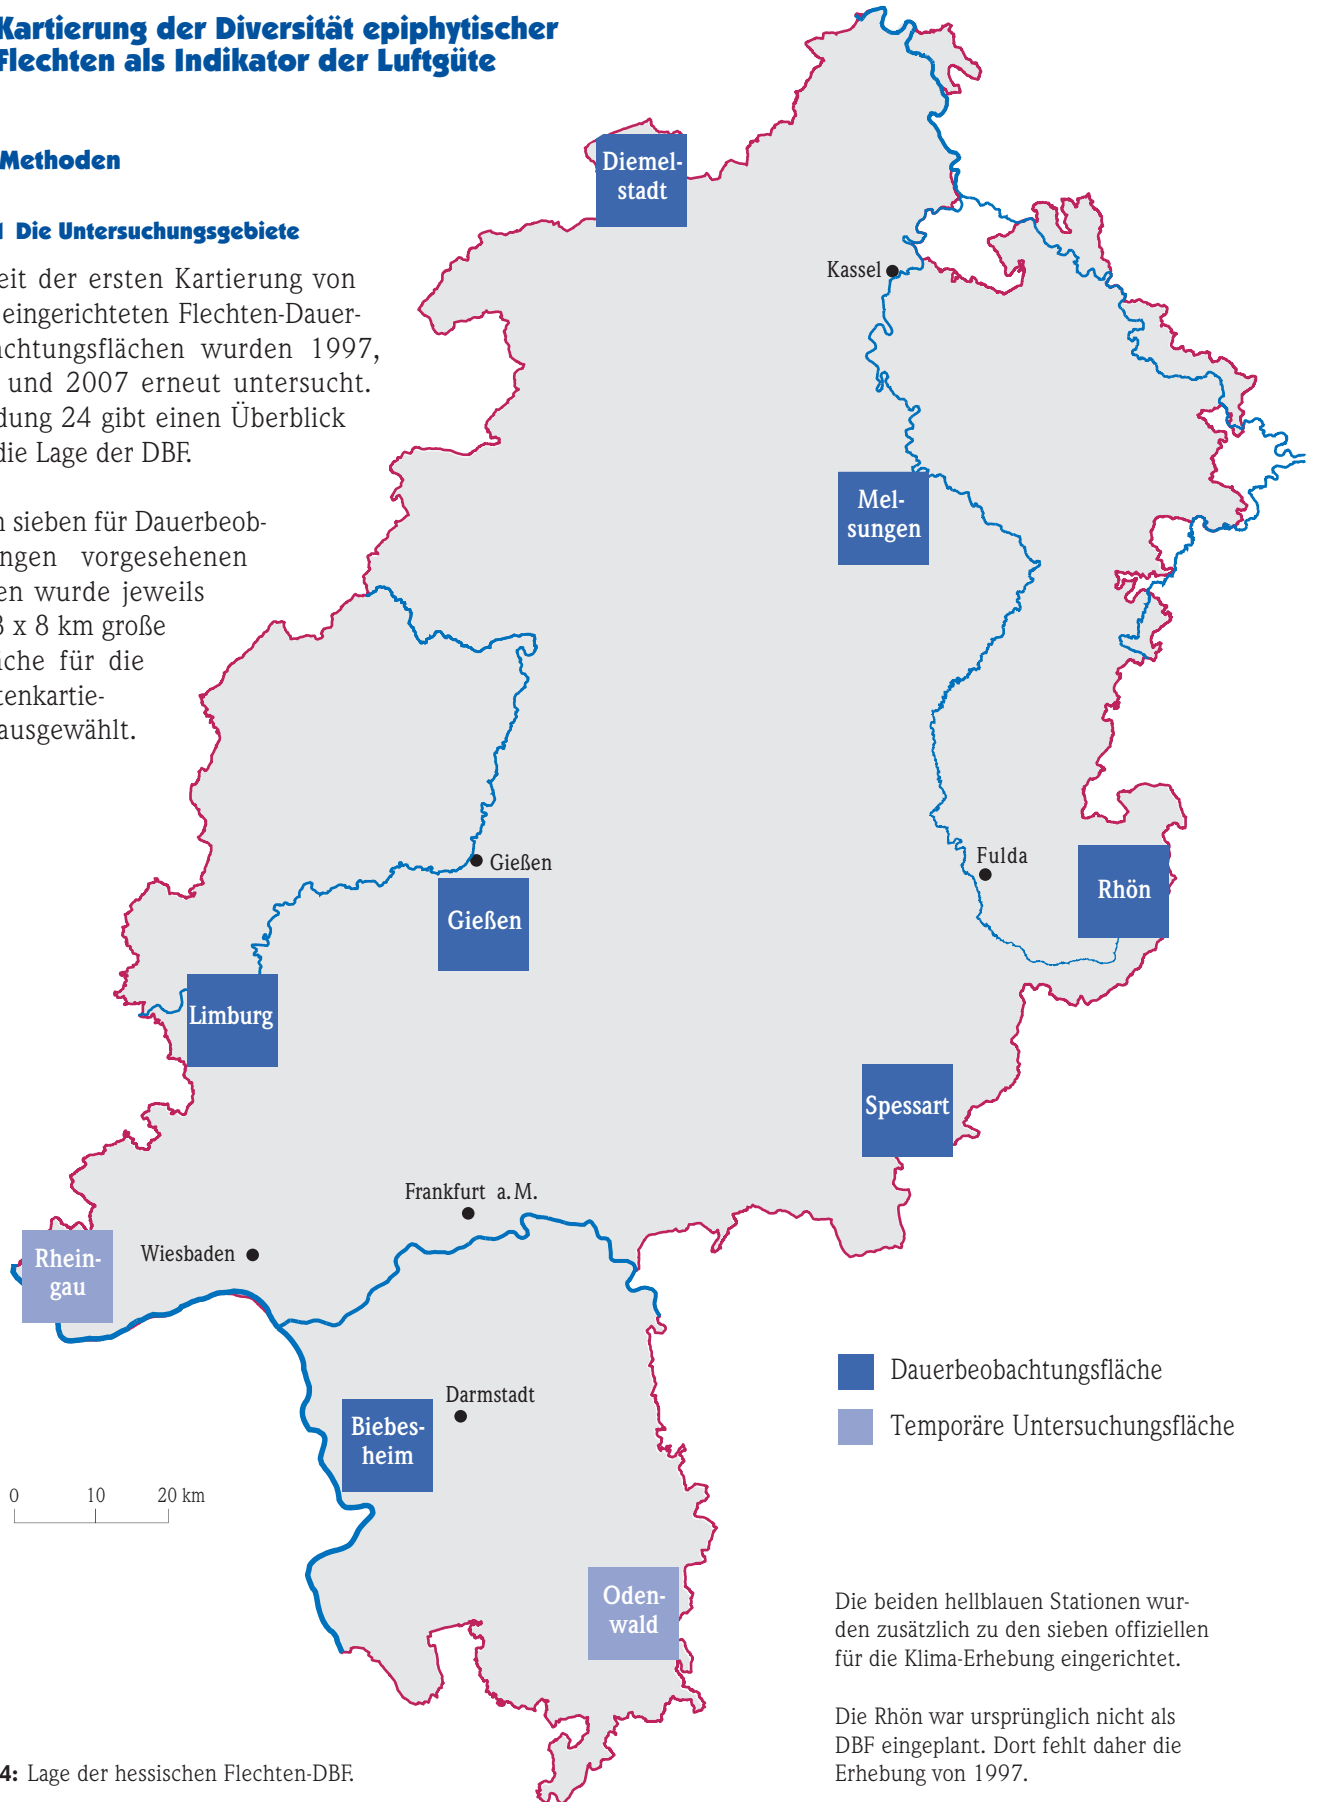 Kartierung der Diversität epiphytischer
Flechten als Indikator der Luftgüte
Methoden
1 Die Untersuchungsgebiete
eit der ersten Kartierung von
eingerichteten Flechten-Dauer-
achtungsflächen wurden 1997,
und 2007 erneut untersucht.
dung 24 gibt einen Überblick
die Lage der DBF.
n sieben für Dauerbeob-
ungen vorgesehenen
en wurde jeweils
8 x 8 km große
äche für die
tenkartie-
ausgewählt.
Diemel-
stadt
Kassel
Mel-
sungen
Gießen
Gießen
Fulda
Rhön
Limburg
Spessart
Frankfurt a. M.
Wiesbaden
Rhein-
gau
Darmstadt
Biebes-
heim
Oden-
wald
Dauerbeobachtungsfläche
Temporäre Untersuchungsfläche
0 10 20 km
Die beiden hellblauen Stationen wur-
den zusätzlich zu den sieben offiziellen
für die Klima-Erhebung eingerichtet.
Die Rhön war ursprünglich nicht als
DBF eingeplant. Dort fehlt daher die
Erhebung von 1997.
4: Lage der hessischen Flechten-DBF.